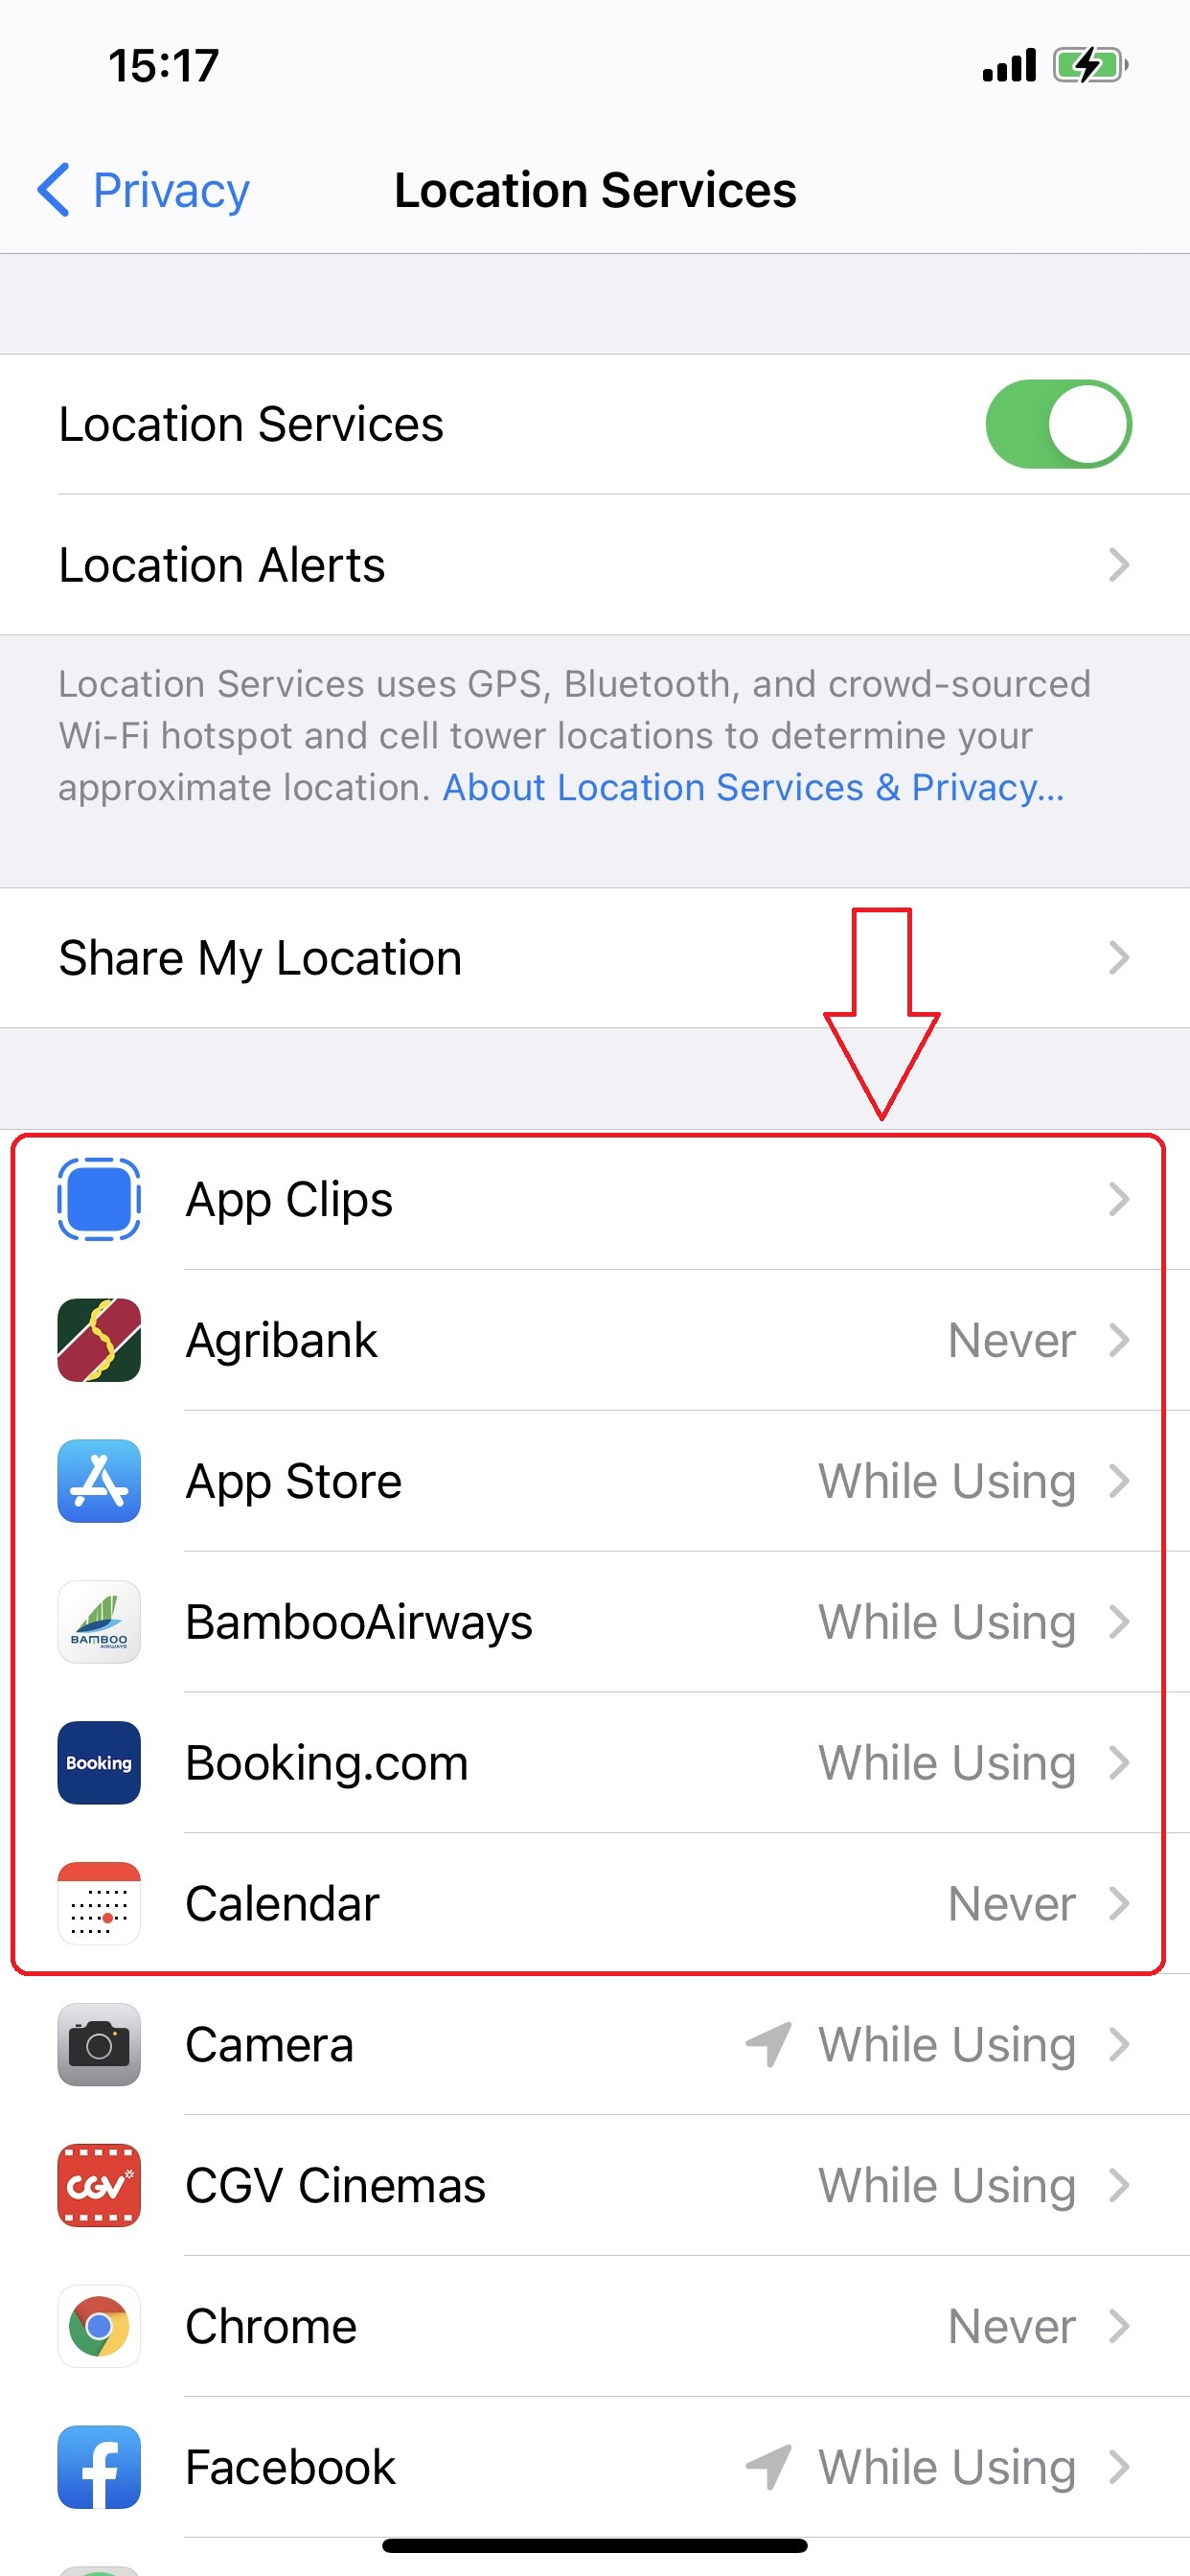 15:17
Privacy
Location Services
Location Services
Location Alerts
Location Services uses GPS, Bluetooth, and crowd-sourced
Wi-Fi hotspot and cell tower locations to determine your
approximate location. About Location Services & Privacy...
Share My Location
App Clips
Agribank Never
App Store While Using
BAMBOO
AIRWAYS
BambooAirways While Using
Booking
Booking.com While Using
Calendar Never
Camera While Using
CGV
CGV Cinemas While Using
Chrome Never
Facebook While Using